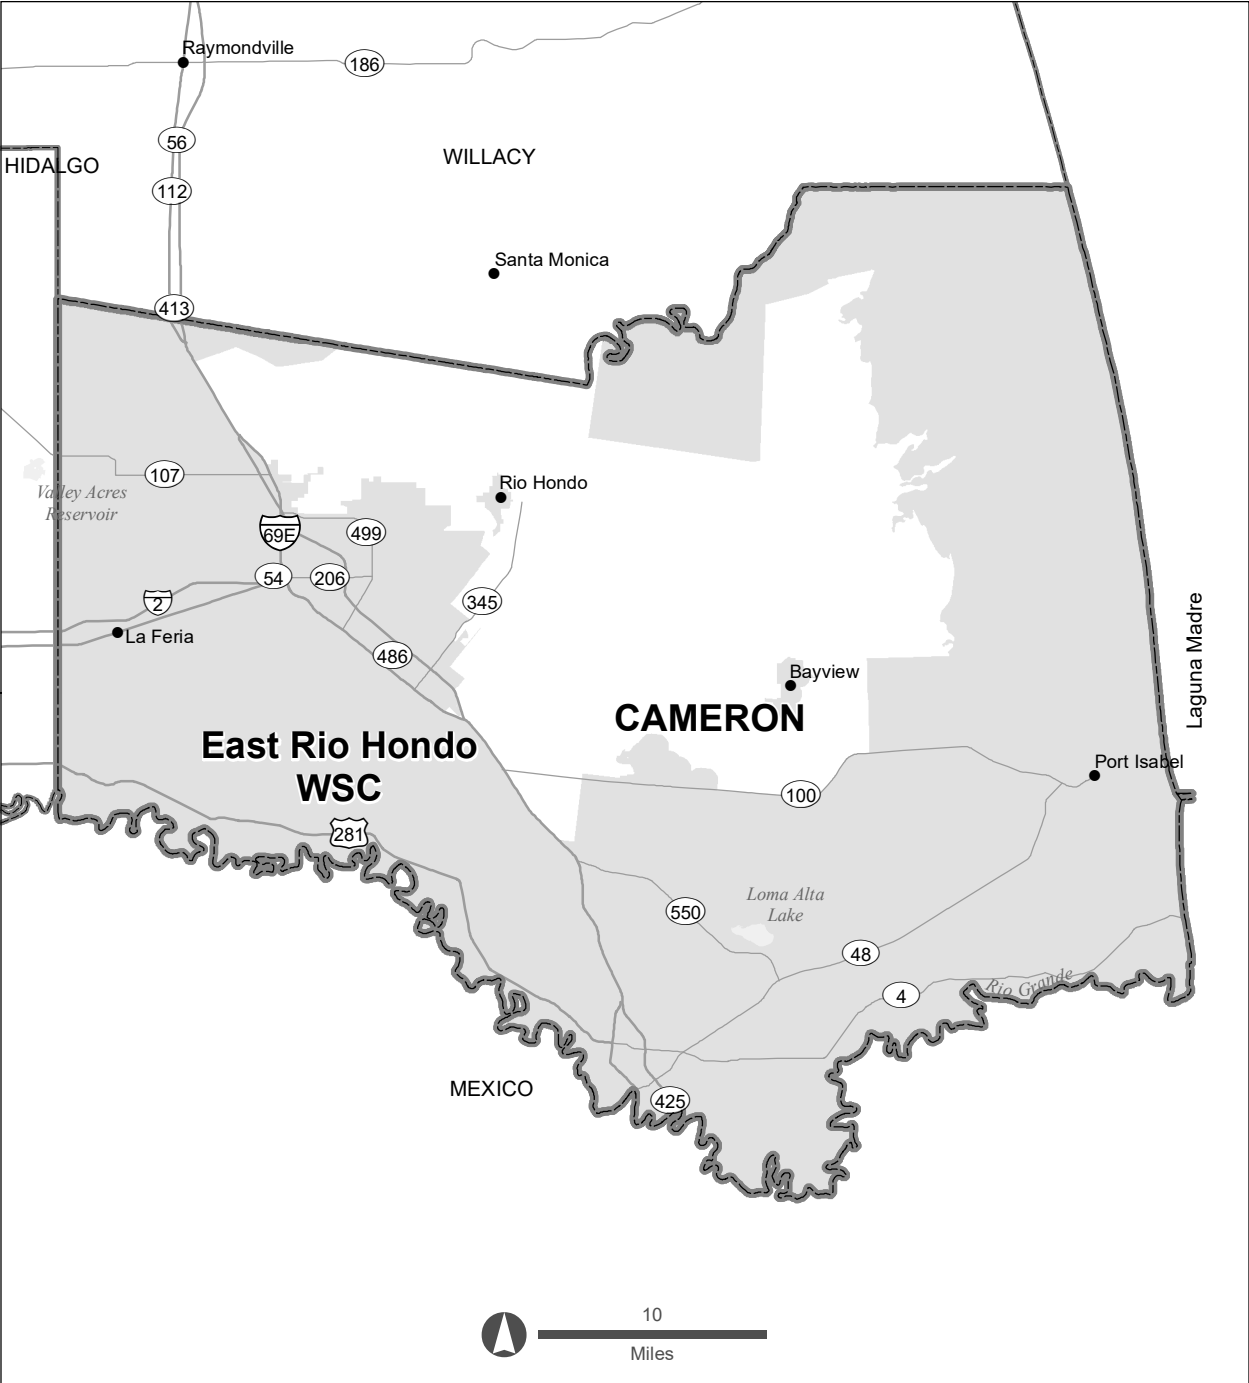 Raymondville
186
56
HIDALGO
WILLACY
112
Santa Monica
413
107
Rio Hondo
Valley Acres
Reservoir
69E
499
54
206
2
345
La Feria
486
Laguna Madre
Bayview
CAMERON
East Rio Hondo
WSC
Port Isabel
100
281
Loma Alta
Lake
550
48
Rio Grande
4
MEXICO
425
10
Miles